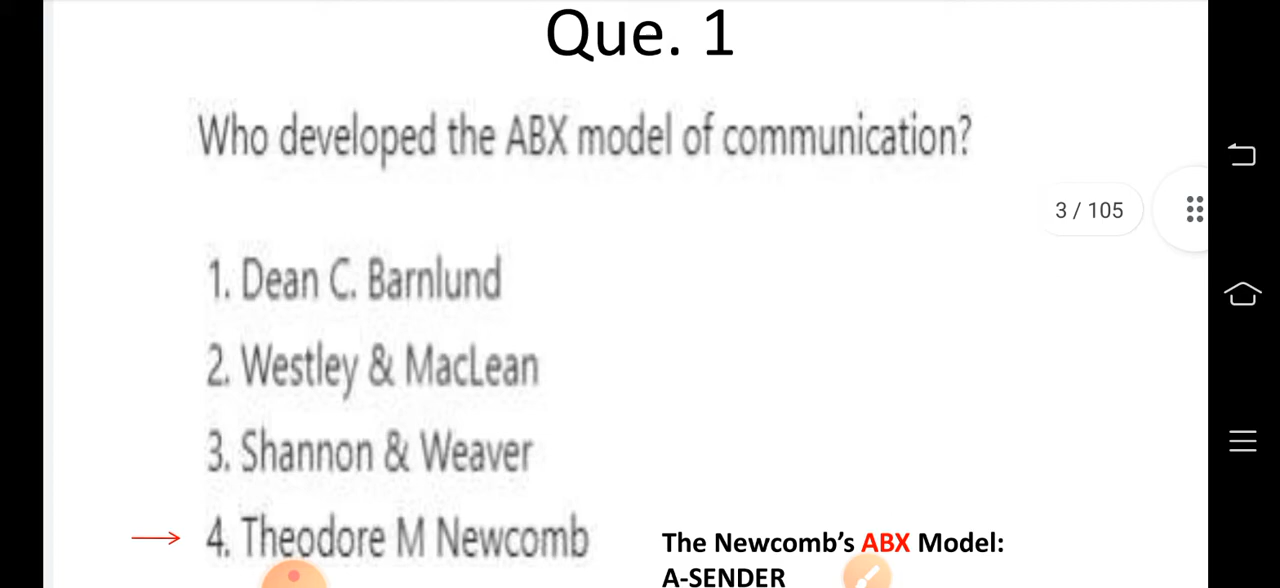 Que. 1
Who developed the ABX model of communication?
3 / 105
1. Dean C. Barnlund
2. Westley & MacLean
3. Shannon & Weaver
4. Theodore M Newcomb
The Newcomb's ABX Model:
A-SENDER